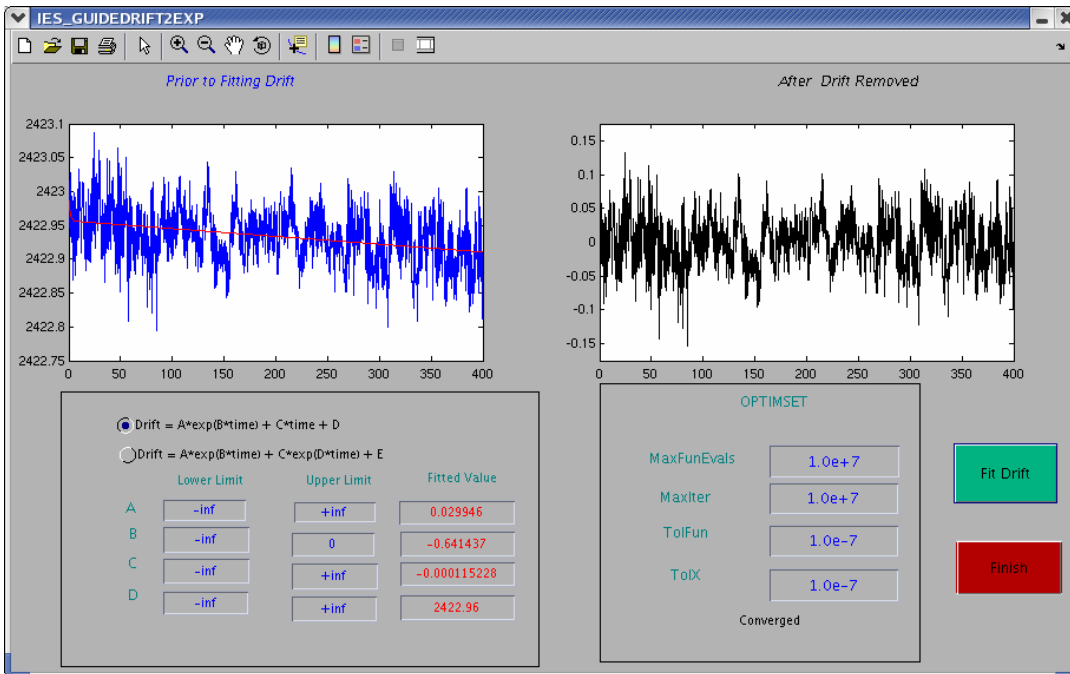 IES_GUIDEDRIFT2EXP
Prior to Fitting Drift
After Drift Removed
2423.1
2423.05
2423
2422.95
2422.9
2422.85
2422.8
2422.75
0 50 100 150 200 250 300 350 400
0.15
0.1
0.05
0
-0.05
-0.1
-0.15
0 50 100 150 200 250 300 350 400
Drift = A*exp(B*time) + C*time + D
Drift = A*exp(B*time) + C*exp(D*time) + E
Lower Limit Upper Limit Fitted Value
A -inf +inf 0.029946
B -inf 0 -0.641437
C -inf +inf -0.000115228
D -inf +inf 2422.96
OPTIMSET
MaxFunEvals 1.0e+7
MaxIter 1.0e+7
TolFun 1.0e-7
TolX 1.0e-7
Converged
Fit Drift
Finish